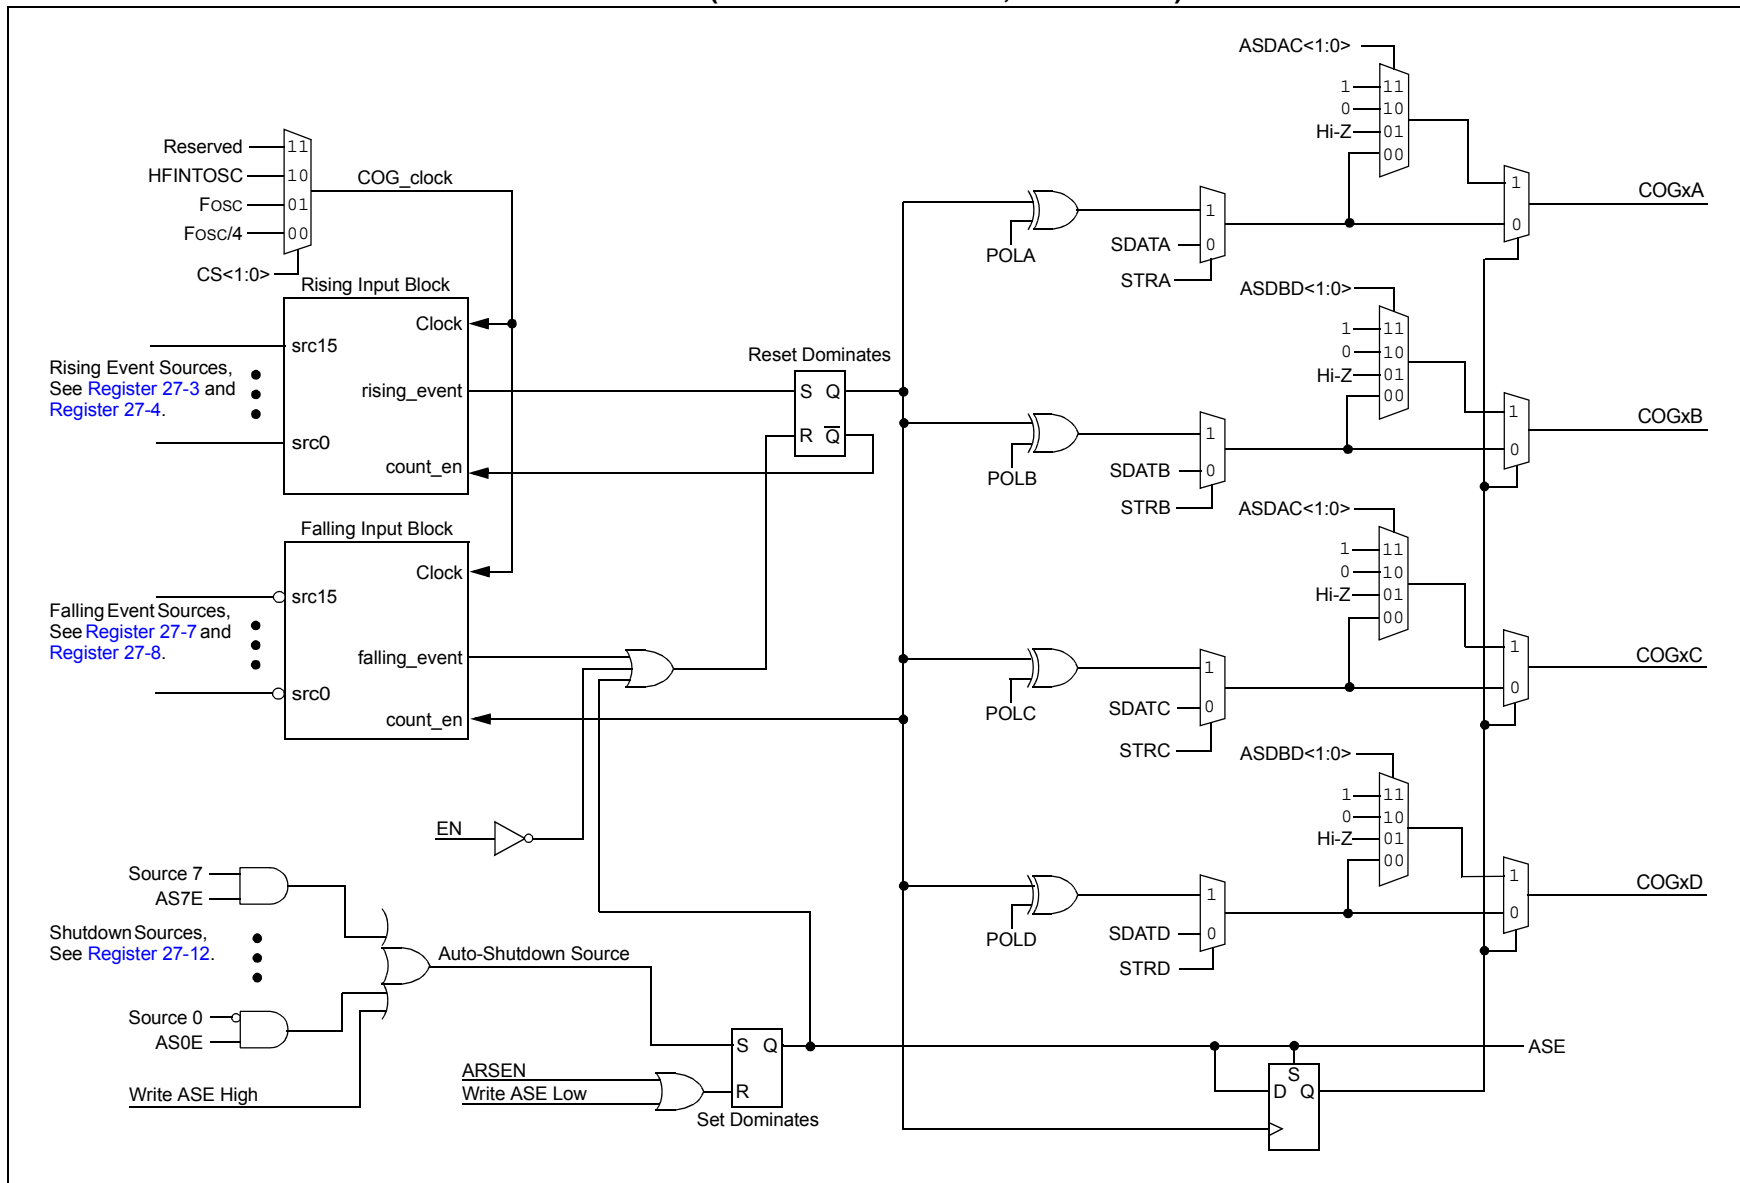 Reserved
11
HFINTOSC
10
FOSC
01
FOSC/4
00
COG_clock
CS<1:0>
Rising Input Block
Clock
src15
Rising Event Sources,
See Register 27-3 and
Register 27-4.
rising_event
src0
count_en
Falling Input Block
Clock
src15
Falling Event Sources,
See Register 27-7 and
Register 27-8.
falling_event
src0
count_en
EN
Source 7
AS7E
Shutdown Sources,
See Register 27-12.
Auto-Shutdown Source
Source 0
AS0E
Write ASE High
ARSEN
Write ASE Low
S Q
R
Set Dominates
Reset Dominates
S Q
R Q
ASDAC<1:0>
1 11
0 10
Hi-Z 01
00
1
0
COGxA
POLA
1
SDATA 0
STRA
ASDBD<1:0>
1 11
0 10
Hi-Z 01
00
1
0
COGxB
POLB
1
SDATB 0
STRB
ASDAC<1:0>
1 11
0 10
Hi-Z 01
00
1
0
COGxC
POLC
1
SDATC 0
STRC
ASDBD<1:0>
1 11
0 10
Hi-Z 01
00
1
0
COGxD
POLD
1
SDATD 0
STRD
ASE
S
D Q